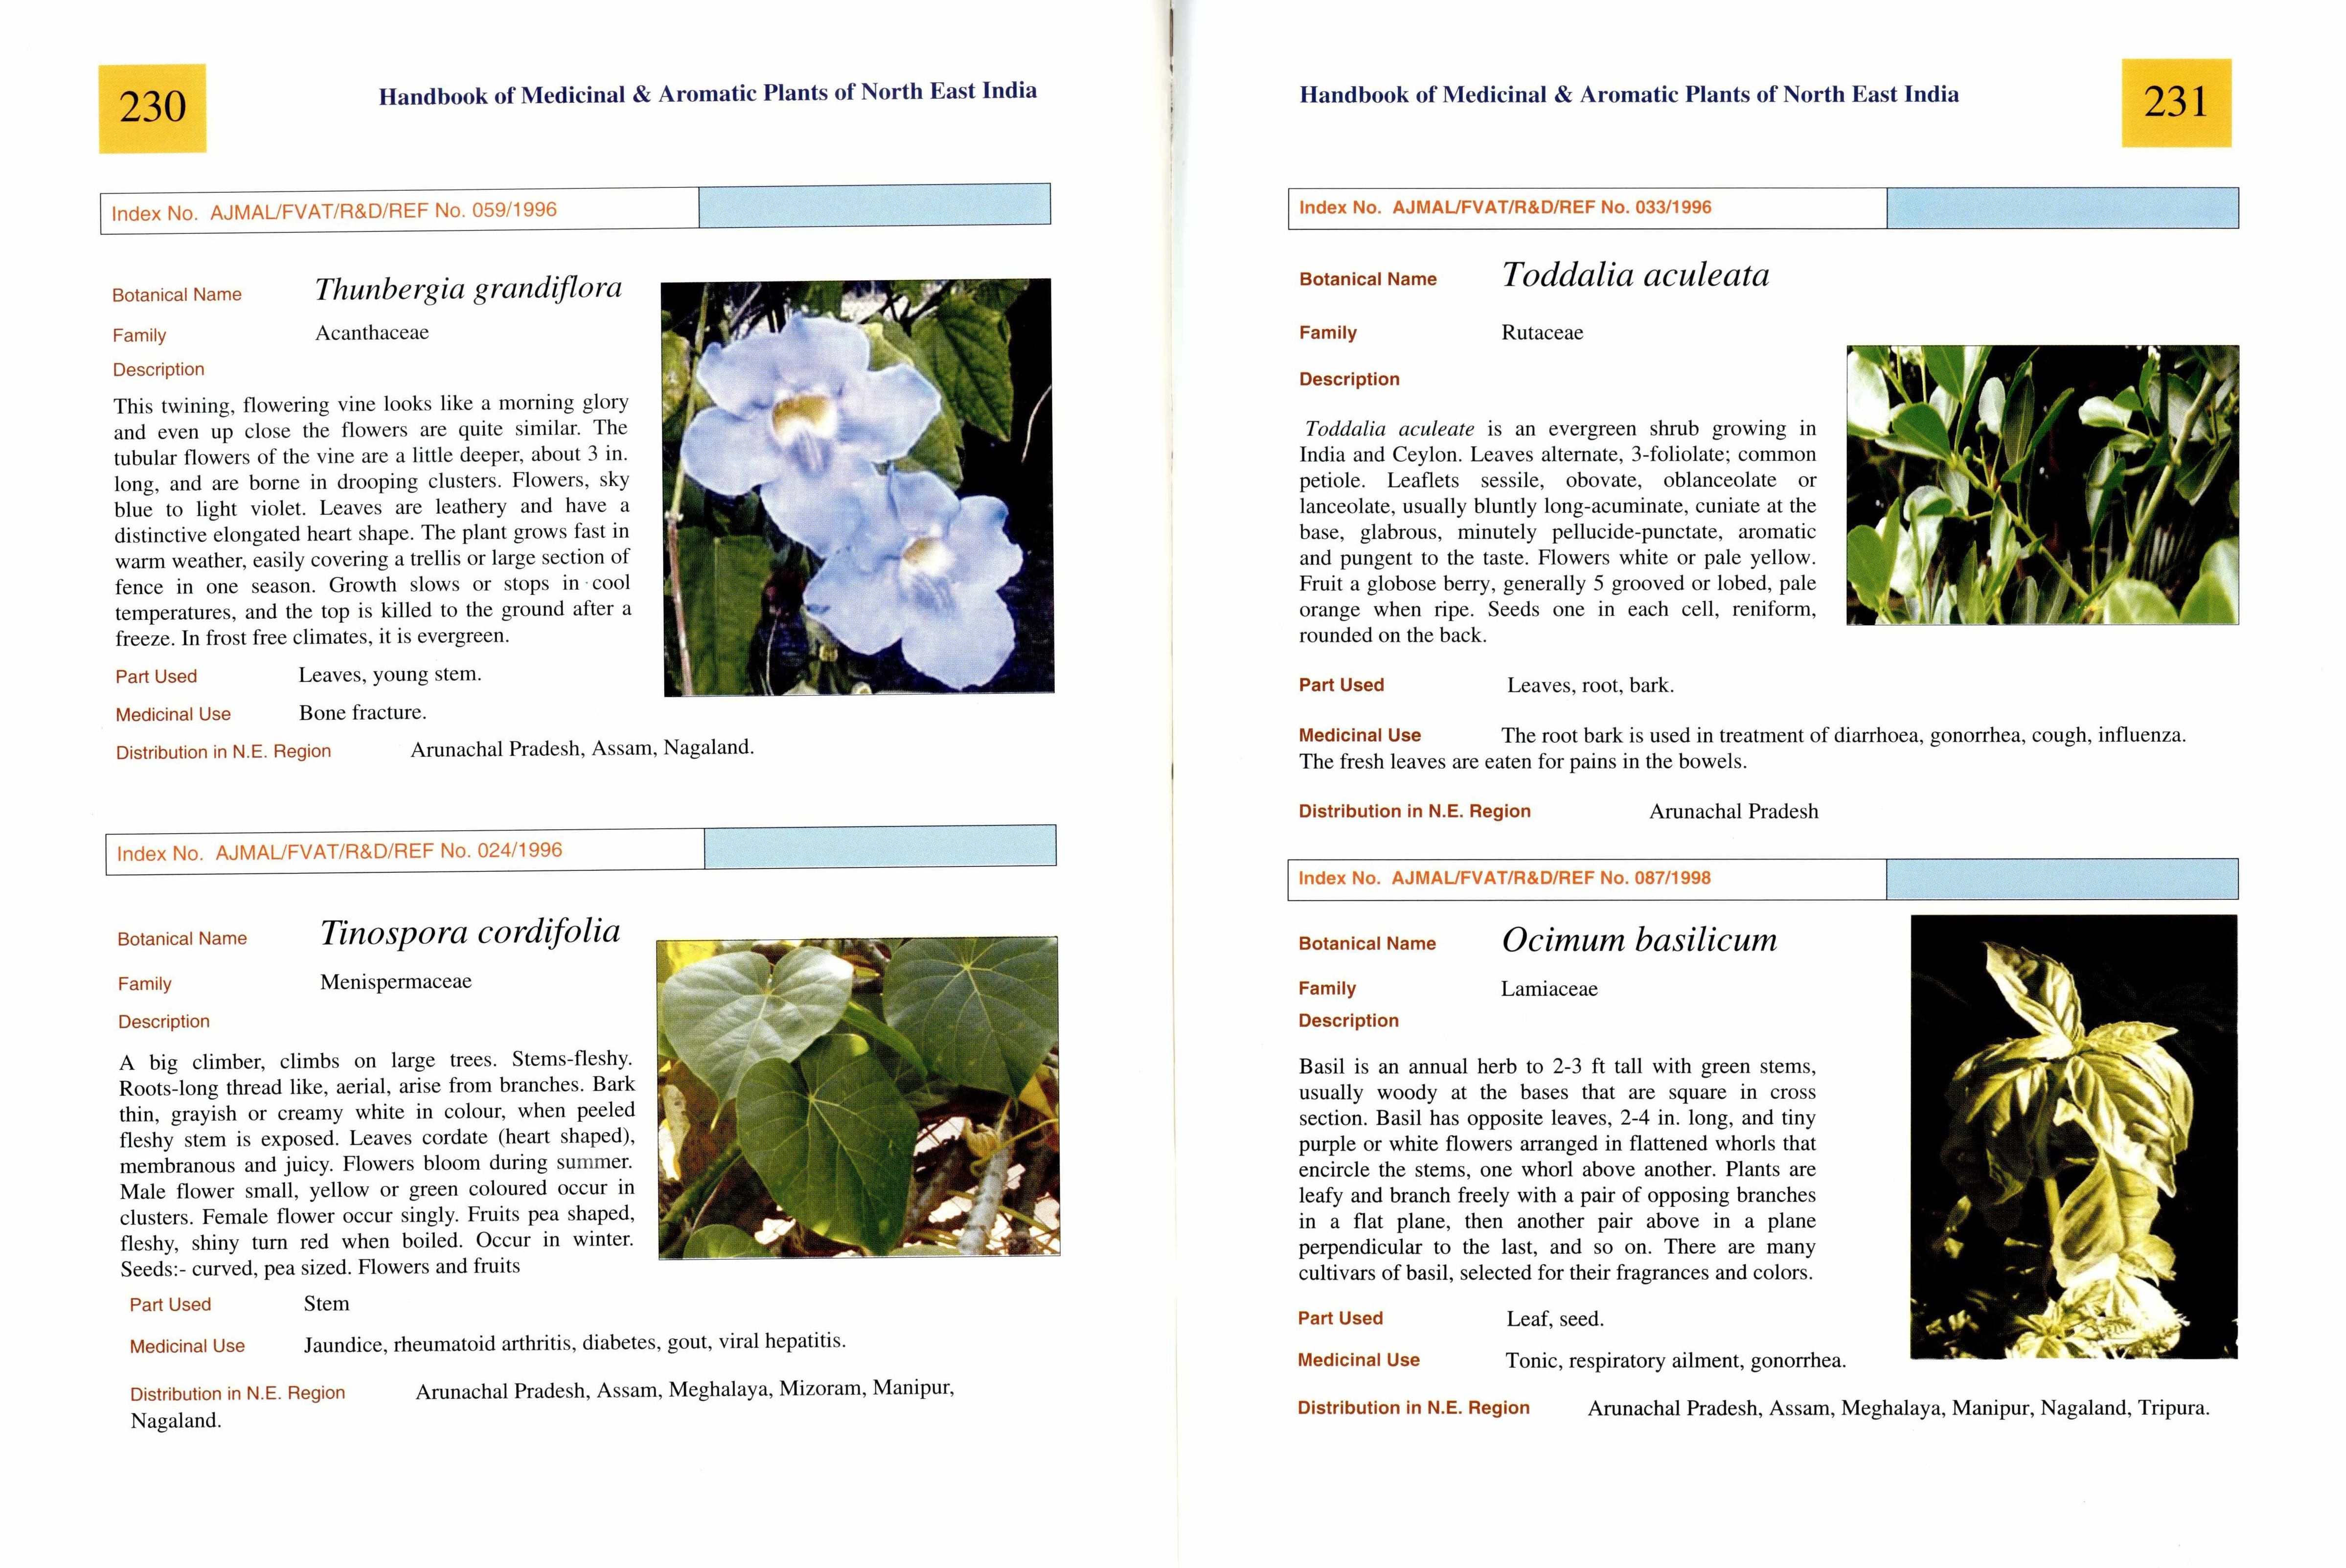 230
Handbook of Medicinal & Aromatic Plants of North East India
Index No. AJMAL/FVAT/R&D/REF No. 059/1996
Botanical Name Thunbergia grandiflora
Family Acanthaceae
Description
This twining, flowering vine looks like a morning glory
and even up close the flowers are quite similar. The
tubular flowers of the vine are a little deeper, about 3 in.
long, and are borne in drooping clusters. Flowers, sky
blue to light violet. Leaves are leathery and have a
distinctive elongated heart shape. The plant grows fast in
warm weather, easily covering a trellis or large section of
fence in one season. Growth slows or stops in cool
temperatures, and the top is killed to the ground after a
freeze. In frost free climates, it is evergreen.
Part Used Leaves, young stem.
Medicinal Use Bone fracture.
Distribution in N.E. Region Arunachal Pradesh, Assam, Nagaland.
Index No. AJMAL/FVAT/R&D/REF No. 024/1996
Botanical Name Tinospora cordifolia
Family Menispermaceae
Description
A big climber, climbs on large trees. Stems-fleshy.
Roots-long thread like, aerial, arise from branches. Bark
thin, grayish or creamy white in colour, when peeled
fleshy stem is exposed. Leaves cordate (heart shaped),
membranous and juicy. Flowers bloom during summer.
Male flower small, yellow or green coloured occur in
clusters. Female flower occur singly. Fruits pea shaped,
fleshy, shiny turn red when boiled. Occur in winter.
Seeds:- curved, pea sized. Flowers and fruits
Part Used Stem
Medicinal Use Jaundice, rheumatoid arthritis, diabetes, gout, viral hepatitis.
Distribution in N.E. Region Arunachal Pradesh, Assam, Meghalaya, Mizoram, Manipur,
Nagaland.
Handbook of Medicinal & Aromatic Plants of North East India
231
Index No. AJMAL/FVAT/R&D/REF No. 033/1996
Botanical Name Toddalia aculeata
Family Rutaceae
Description
Toddalia aculeate is an evergreen shrub growing in
India and Ceylon. Leaves alternate, 3-foliolate; common
petiole. Leaflets sessile, obovate, oblanceolate or
lanceolate, usually bluntly long-acuminate, cuniate at the
base, glabrous, minutely pellucide-punctate, aromatic
and pungent to the taste. Flowers white or pale yellow.
Fruit a globose berry, generally 5 grooved or lobed, pale
orange when ripe. Seeds one in each cell, reniform,
rounded on the back.
Part Used Leaves, root, bark.
Medicinal Use The root bark is used in treatment of diarrhoea, gonorrhea, cough, influenza.
The fresh leaves are eaten for pains in the bowels.
Distribution in N.E. Region Arunachal Pradesh
Index No. AJMAL/FVAT/R&D/REF No. 087/1998
Botanical Name Ocimum basilicum
Family Lamiaceae
Description
Basil is an annual herb to 2-3 ft tall with green stems,
usually woody at the bases that are square in cross
section. Basil has opposite leaves, 2-4 in. long, and tiny
purple or white flowers arranged in flattened whorls that
encircle the stems, one whorl above another. Plants are
leafy and branch freely with a pair of opposing branches
in a flat plane, then another pair above in a plane
perpendicular to the last, and so on. There are many
cultivars of basil, selected for their fragrances and colors.
Part Used Leaf, seed.
Medicinal Use Tonic, respiratory ailment, gonorrhea.
Distribution in N.E. Region Arunachal Pradesh, Assam, Meghalaya, Manipur, Nagaland, Tripura.